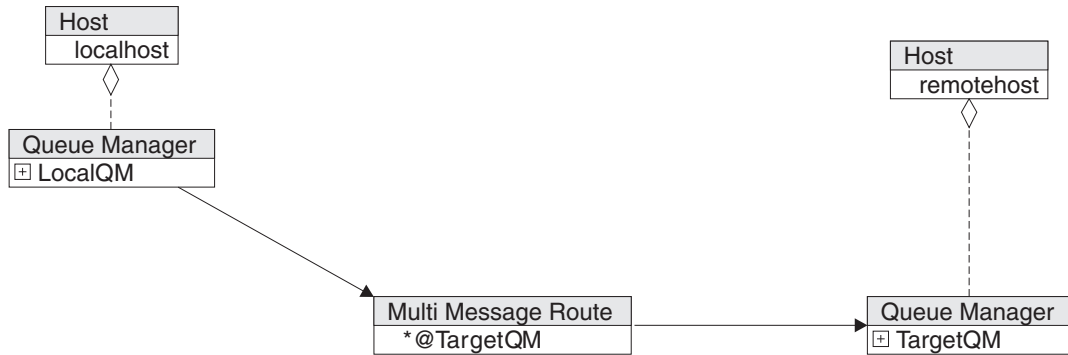 Host
localhost
Host
remotehost
Queue Manager
LocalQM
Multi Message Route
*@TargetQM
Queue Manager
TargetQM